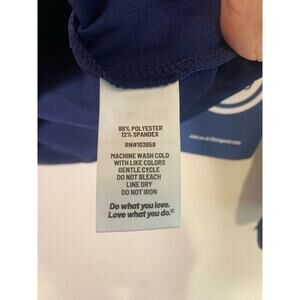 88% POLYESTER
12% SPANDEX
RN#103658
MACHINE WASH COLD
WITH LIKE COLORS
GENTLE CYCLE
DO NOT BLEACH
LINE DRY
DO NOT IRON
Do what you love.
Love what you do.®